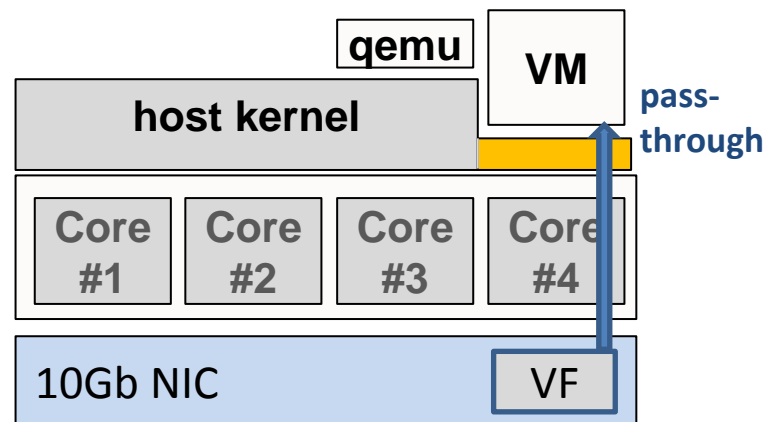 qemu
VM
pass-
through
host kernel
Core
#1
Core
#2
Core
#3
Core
#4
10Gb NIC
VF